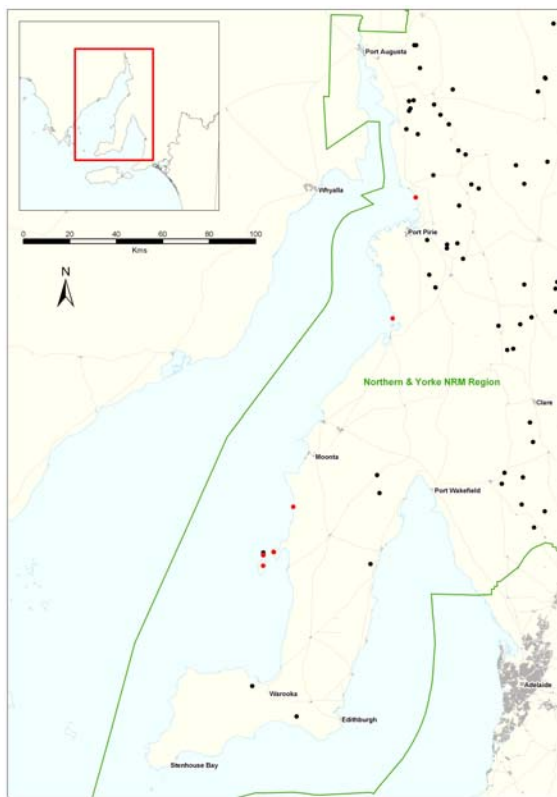 Port Augusta
Whyalla
0 20 40 60 80 100
Kms
Port Pirie
N
Northern & Yorke NRM Region
Clare
Moonta
Port Wakefield
Adelaide
Warooka
Edithburgh
Stenhouse Bay